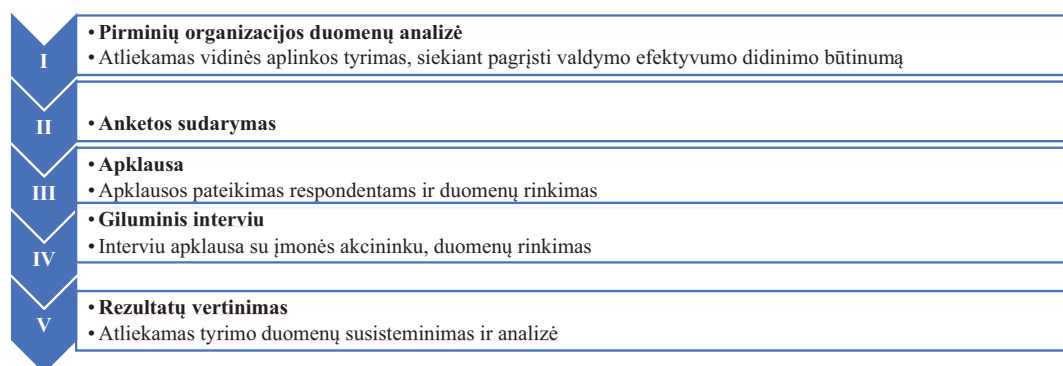 I
• Pirminių organizacijos duomenų analizė
• Atliekamas vidinės aplinkos tyrimas, siekiant pagrįsti valdymo efektyvumo didinimo būtinumą
II
• Anketos sudarymas
III
• Apklausa
• Apklausos pateikimas respondentams ir duomenų rinkimas
IV
• Giluminis interviu
• Interviu apklausa su įmonės akcininku, duomenų rinkimas
V
• Rezultatų vertinimas
• Atliekamas tyrimo duomenų susisteminimas ir analizė